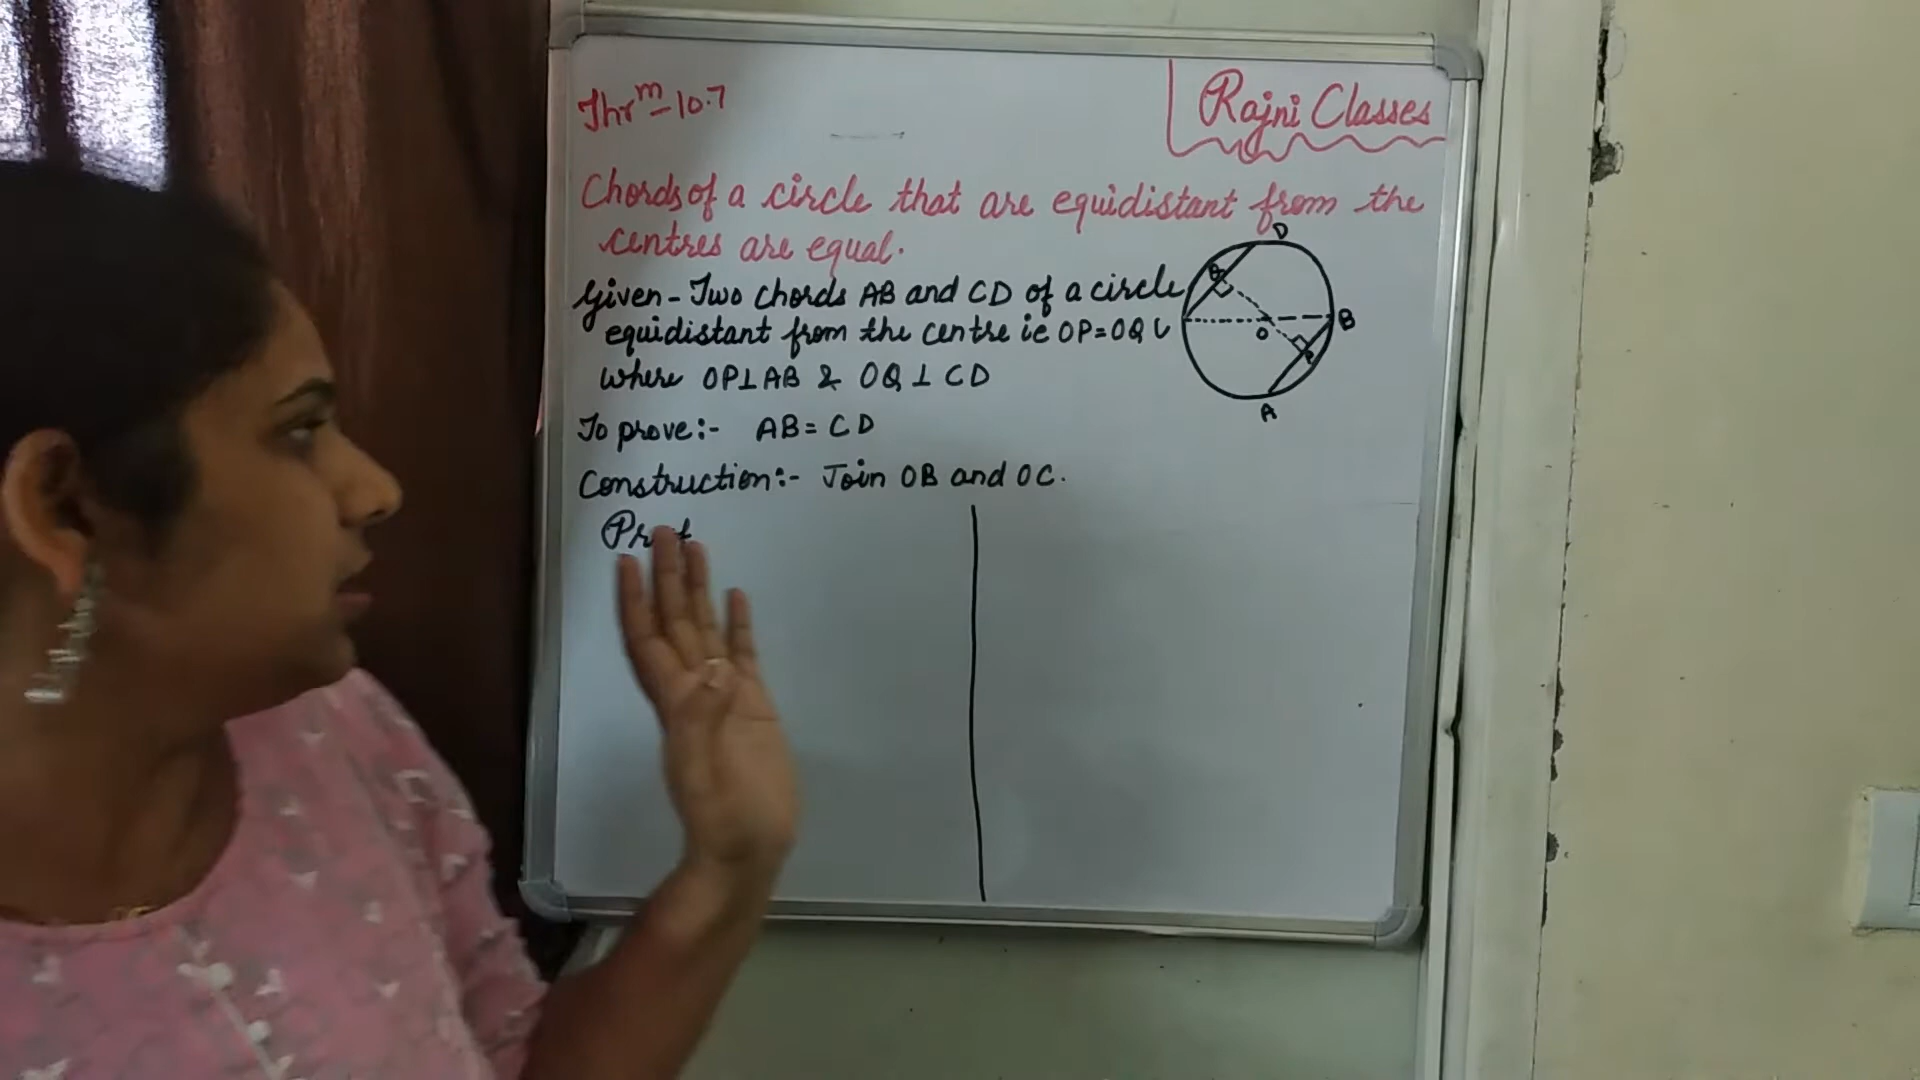 Thrm-10.7
Rajni Classes
Chords of a circle that are equidistant from the
centres are equal.
Given - Two chords AB and CD of a circle
equidistant from the centre ie OP=OQ
where OP⊥AB & OQ ⊥ CD
To prove:- AB = CD
Construction:- Join OB and OC.
D
B
O
A
C